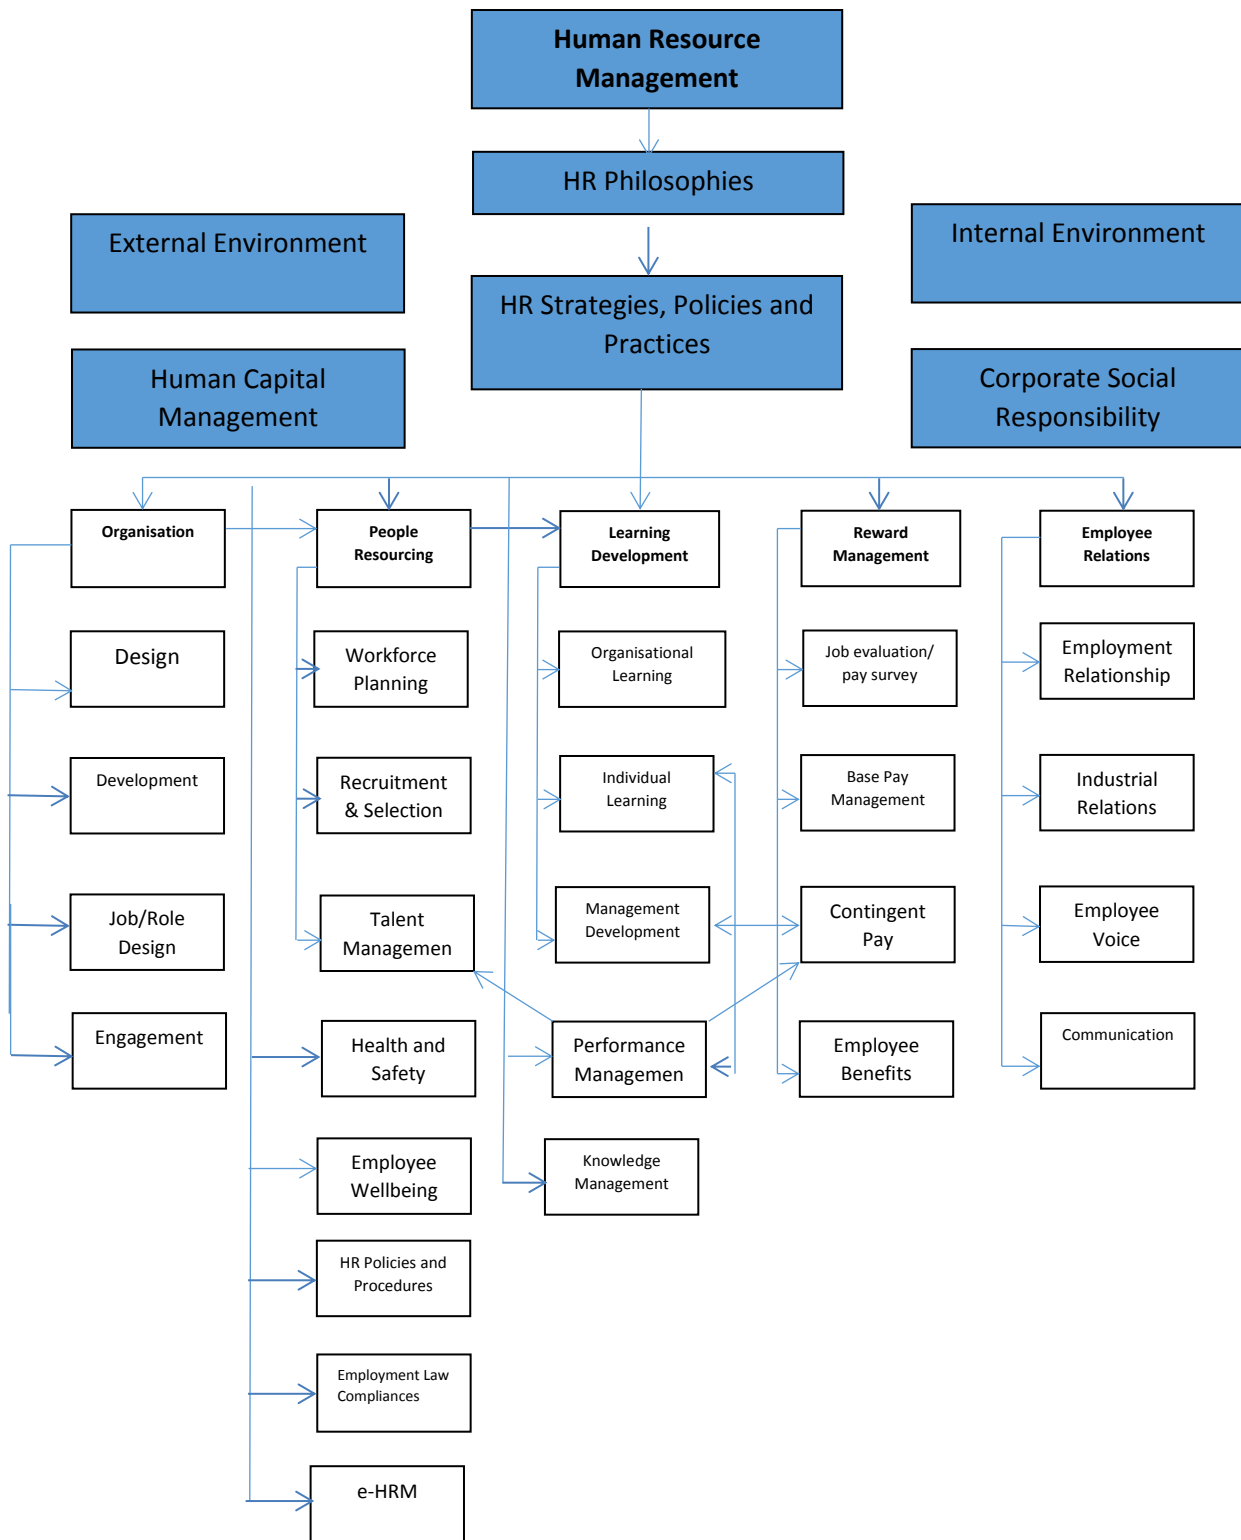 Human Resource
Management
HR Philosophies
External Environment
Internal Environment
HR Strategies, Policies and
Practices
Human Capital
Management
Corporate Social
Responsibility
Organisation
People
Resourcing
Learning
Development
Reward
Management
Employee
Relations
Design
Workforce
Planning
Organisational
Learning
Job evaluation/
pay survey
Employment
Relationship
Development
Recruitment
& Selection
Individual
Learning
Base Pay
Management
Industrial
Relations
Job/Role
Design
Talent
Managemen
Management
Development
Contingent
Pay
Employee
Voice
Engagement
Health and
Safety
Performance
Managemen
Employee
Benefits
Communication
Employee
Wellbeing
Knowledge
Management
HR Policies and
Procedures
Employment Law
Compliances
e-HRM